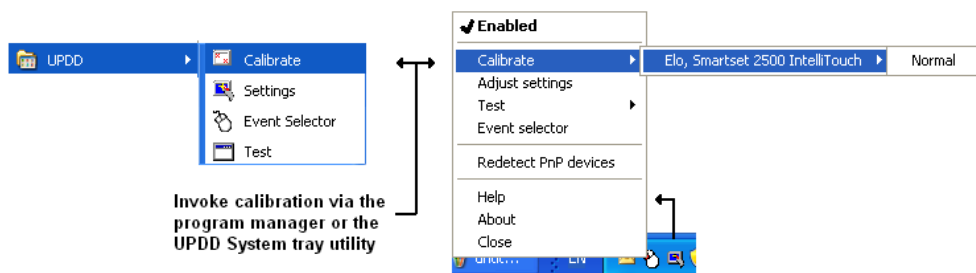 UPDD
Calibrate
Settings
Event Selector
Test
Invoke calibration via the
program manager or the
UPDD System tray utility
Enabled
Calibrate
Adjust settings
Test
Event selector
Redetect PnP devices
Help
About
Close
Elo, Smartset 2500 IntelliTouch
Normal
EN